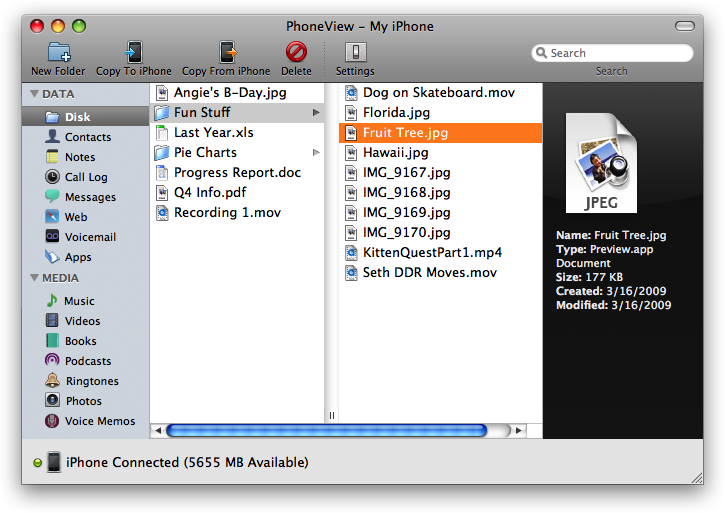 PhoneView – My iPhone
New Folder
Copy To iPhone
Copy From iPhone
Delete
Settings
Search
Search
DATA
Disk
Contacts
Notes
Call Log
Messages
Web
Voicemail
Apps
MEDIA
Music
Videos
Books
Podcasts
Ringtones
Photos
Voice Memos
Angie's B-Day.jpg
Fun Stuff
Last Year.xls
Pie Charts
Progress Report.doc
Q4 Info.pdf
Recording 1.mov
Dog on Skateboard.mov
Florida.jpg
Fruit Tree.jpg
Hawaii.jpg
IMG_9167.jpg
IMG_9168.jpg
IMG_9169.jpg
IMG_9170.jpg
KittenQuestPart1.mp4
Seth DDR Moves.mov
JPEG
Name: Fruit Tree.jpg
Type: Preview.app
Document
Size: 177 KB
Created: 3/16/2009
Modified: 3/16/2009
iPhone Connected (5655 MB Available)